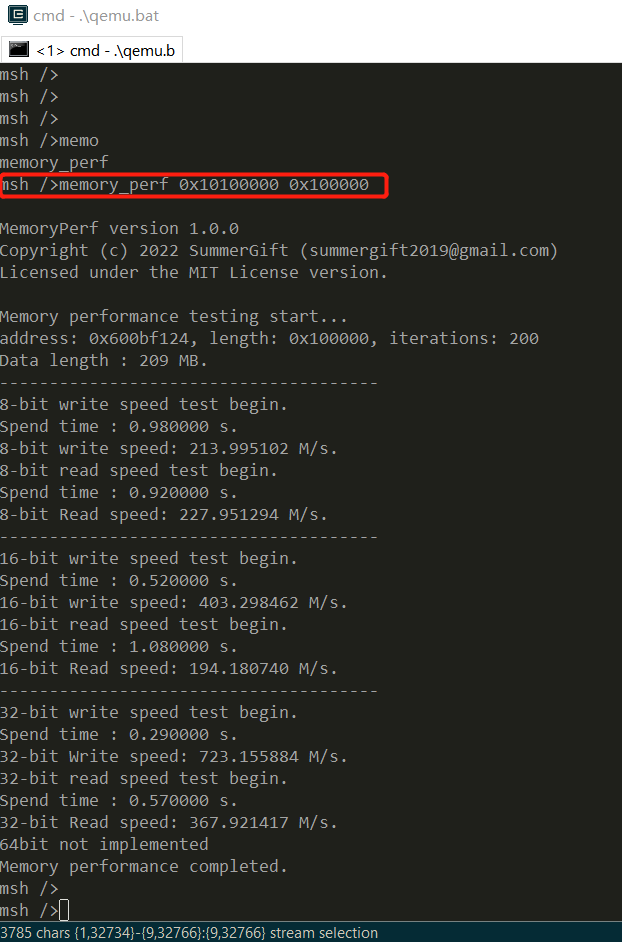 cmd - .\qemu.bat
<1> cmd - .\qemu.b
msh />
msh />
msh />
msh />memo
memory_perf
msh />memory_perf 0x10100000 0x100000
MemoryPerf version 1.0.0
Copyright (c) 2022 SummerGift (summergift2019@gmail.com)
Licensed under the MIT License version.
Memory performance testing start...
address: 0x600bf124, length: 0x100000, iterations: 200
Data length : 209 MB.
--------------------------------------
8-bit write speed test begin.
Spend time : 0.980000 s.
8-bit write speed: 213.995102 M/s.
8-bit read speed test begin.
Spend time : 0.920000 s.
8-bit Read speed: 227.951294 M/s.
--------------------------------------
16-bit write speed test begin.
Spend time : 0.520000 s.
16-bit write speed: 403.298462 M/s.
16-bit read speed test begin.
Spend time : 1.080000 s.
16-bit Read speed: 194.180740 M/s.
--------------------------------------
32-bit write speed test begin.
Spend time : 0.290000 s.
32-bit Write speed: 723.155884 M/s.
32-bit read speed test begin.
Spend time : 0.570000 s.
32-bit Read speed: 367.921417 M/s.
64bit not implemented
Memory performance completed.
msh />
msh />
3785 chars {1,32734}-{9,32766}:{9,32766} stream selection